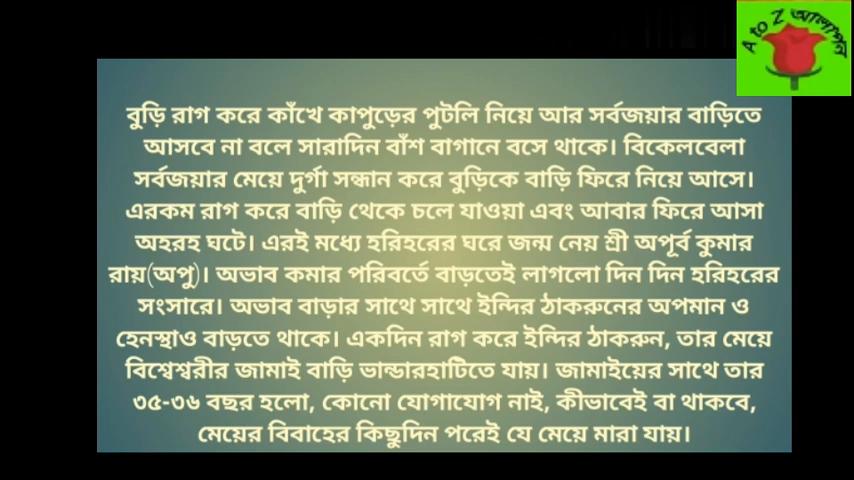 A to Z আলাপন
বুড়ি রাগ করে কাঁখে কাপুড়ের পুটলি নিয়ে আর সর্বজয়ার বাড়িতে
আসবে না বলে সারাদিন বাঁশ বাগানে বসে থাকে। বিকেলবেলা
সর্বজয়ার মেয়ে দুর্গা সন্ধান করে বুড়িকে বাড়ি ফিরে নিয়ে আসে।
এরকম রাগ করে বাড়ি থেকে চলে যাওয়া এবং আবার ফিরে আসা
অহরহ ঘটে। এরই মধ্যে হরিহরের ঘরে জন্ম নেয় শ্রী অপূর্ব কুমার
রায়(অপু)। অভাব কমার পরিবর্তে বাড়তেই লাগলো দিন দিন হরিহরের
সংসারে। অভাব বাড়ার সাথে সাথে ইন্দির ঠাকরুনের অপমান ও
হেনস্থাও বাড়তে থাকে। একদিন রাগ করে ইন্দির ঠাকরুন, তার মেয়ে
বিশ্বেশ্বরীর জামাই বাড়ি ভান্ডারহাটিতে যায়। জামাইয়ের সাথে তার
৩৫-৩৬ বছর হলো, কোনো যোগাযোগ নাই, কীভাবেই বা থাকবে,
মেয়ের বিবাহের কিছুদিন পরেই যে মেয়ে মারা যায়।